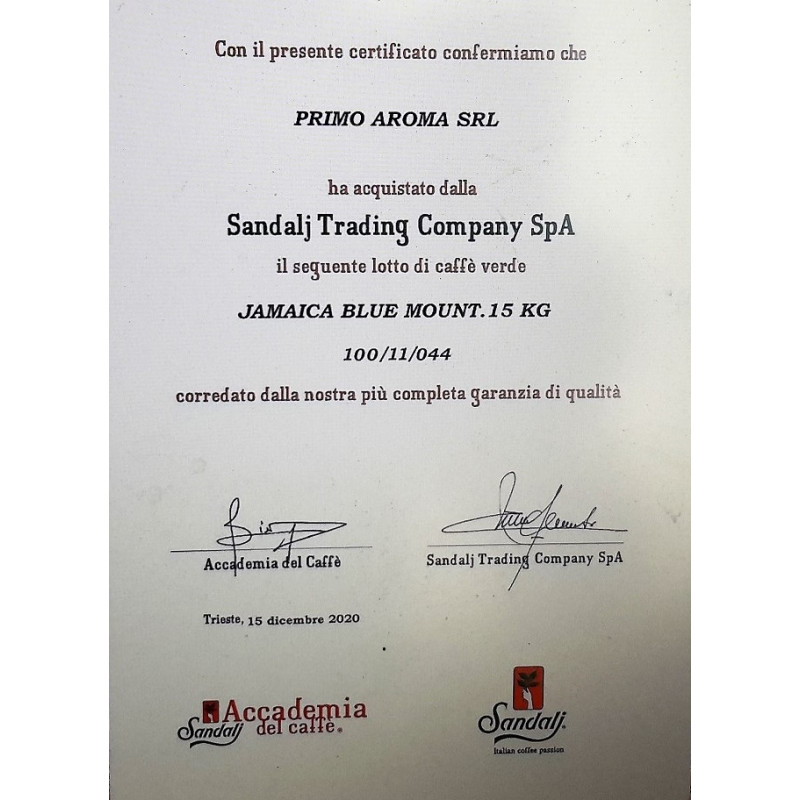 Con il presente certificato confermiamo che
PRIMO AROMA SRL
ha acquistato dalla
Sandalj Trading Company SpA
il seguente lotto di caffè verde
JAMAICA BLUE MOUNT.15 KG
100/11/044
corredato dalla nostra più completa garanzia di qualità
Accademia del Caffè
Sandalj Trading Company SpA
Trieste, 15 dicembre 2020
Sandalj Accademia
del caffè®
Sandalj®
Italian coffee passion